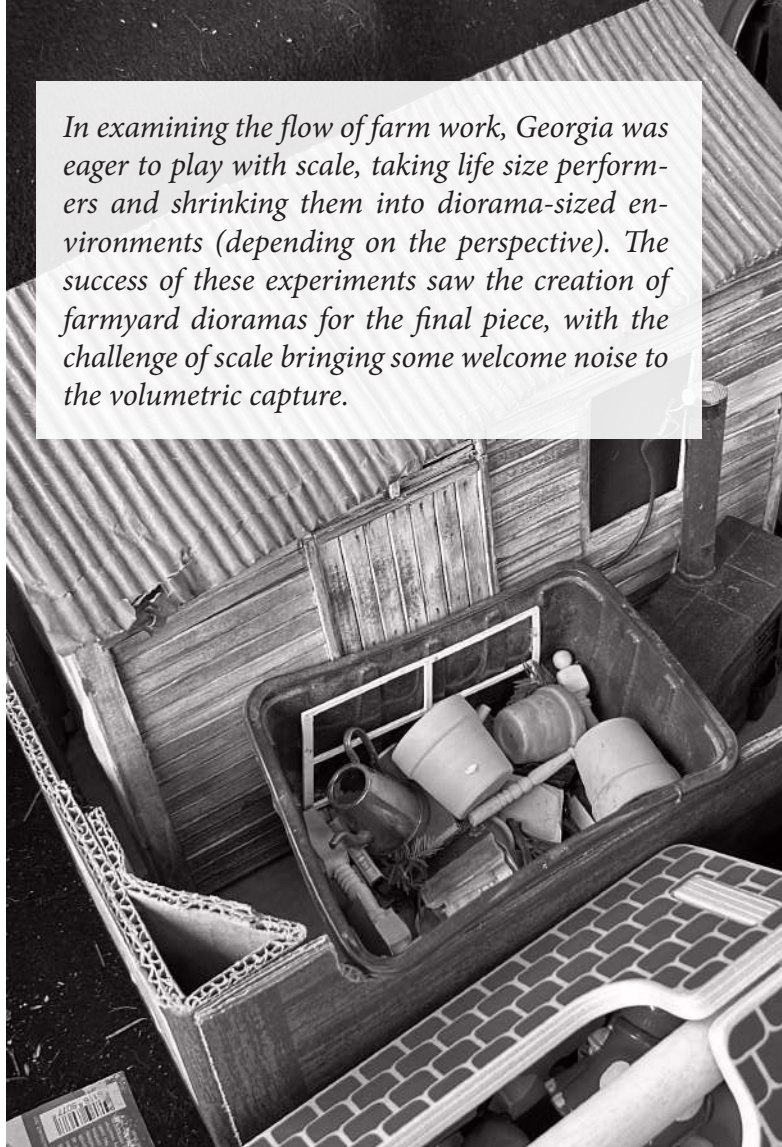 In examining the flow of farm work, Georgia was
eager to play with scale, taking life size perform-
ers and shrinking them into diorama-sized en-
vironments (depending on the perspective). The
success of these experiments saw the creation of
farmyard dioramas for the final piece, with the
challenge of scale bringing some welcome noise to
the volumetric capture.